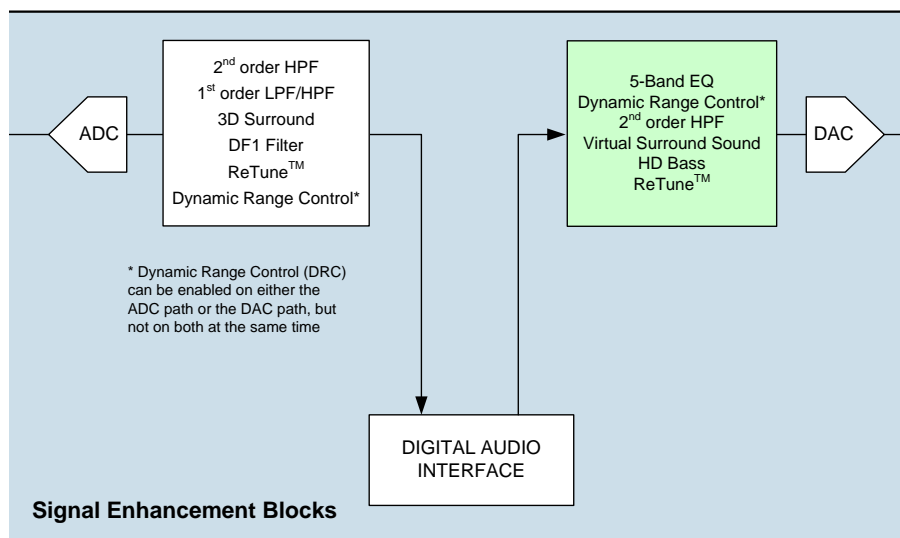 ADC
2nd order HPF
1st order LPF/HPF
3D Surround
DF1 Filter
ReTune™
Dynamic Range Control*
5-Band EQ
Dynamic Range Control*
2nd order HPF
Virtual Surround Sound
HD Bass
ReTune™
DAC
* Dynamic Range Control (DRC)
can be enabled on either the
ADC path or the DAC path, but
not on both at the same time
DIGITAL AUDIO
INTERFACE
Signal Enhancement Blocks